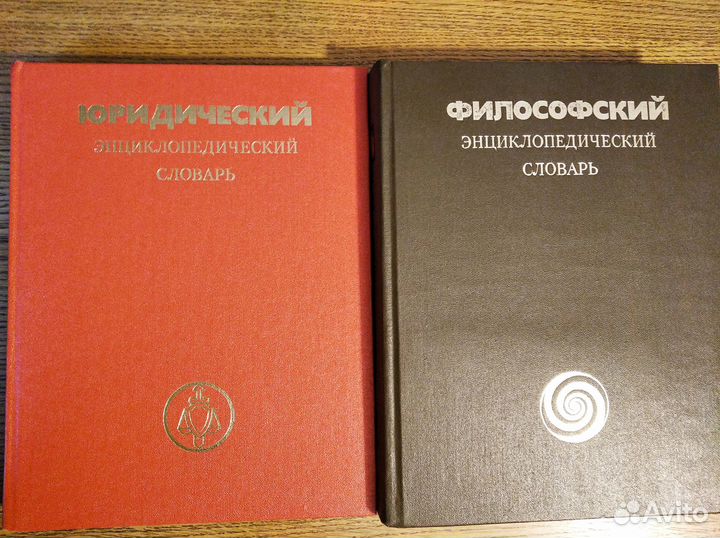 ЮРИДИЧЕСКИЙ
ЭНЦИКЛОПЕДИЧЕСКИЙ
СЛОВАРЬ
ФИЛОСОФСКИЙ
ЭНЦИКЛОПЕДИЧЕСКИЙ
СЛОВАРЬ
Avito